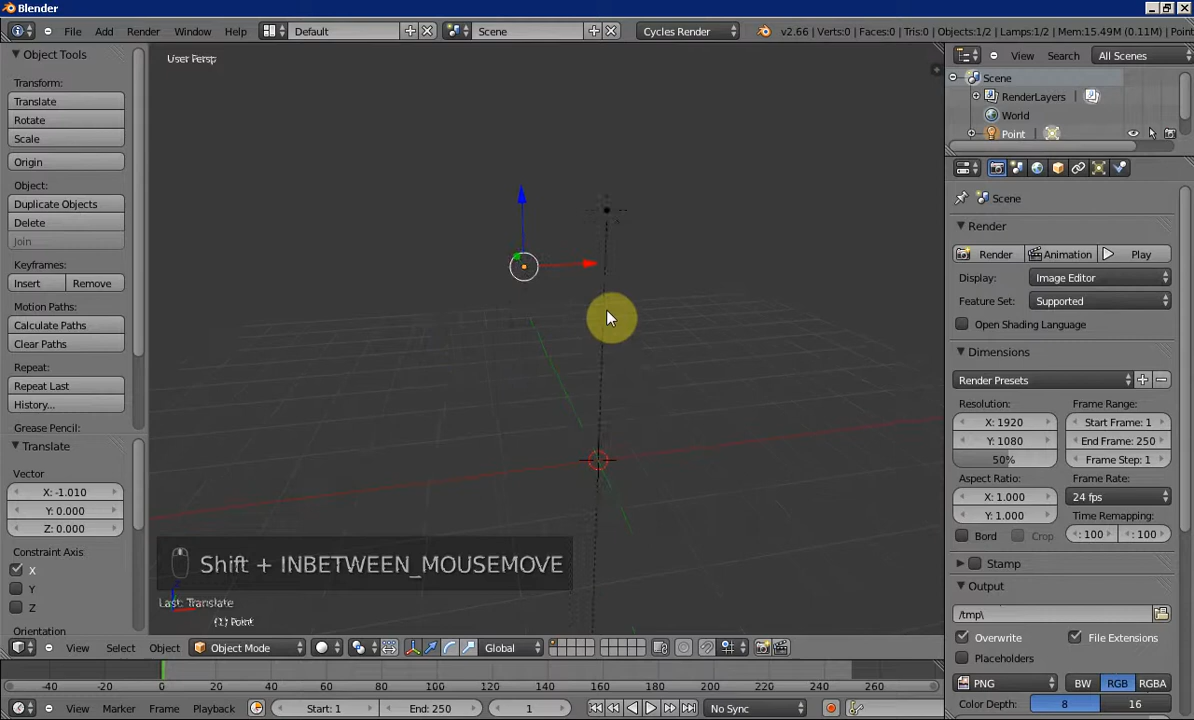 Blender
File Add Render Window Help Default Scene Cycles Render v2.66 | Verts:0 | Faces:0 | Tris:0 | Objects:1/2 | Lamps:1/2 | Mem:15.49M (0.11M) | Point
Object Tools
Transform:
Translate
Rotate
Scale
Origin
Object:
Duplicate Objects
Delete
Join
Keyframes:
Insert Remove
Motion Paths:
Calculate Paths
Clear Paths
Repeat:
Repeat Last
History...
Grease Pencil:
Translate
Vector
X: -1.010
Y: 0.000
Z: 0.000
Constraint Axis
X
Y
Z
Orientation
User Persp
Shift + INBETWEEN_MOUSEMOVE
Last: Translate
(1) Point
View Select Object Object Mode Global
-40 -20 0 20 40 60 80 100 120 140 160 180 200 220 240 260
View Marker Frame Playback Start: 1 End: 250 1 No Sync
View Search All Scenes
Scene
RenderLayers
World
Point
Scene
Render
Render Animation Play
Display: Image Editor
Feature Set: Supported
Open Shading Language
Dimensions
Render Presets
Resolution: Frame Range:
X: 1920 Start Frame: 1
Y: 1080 End Frame: 250
50% Frame Step: 1
Aspect Ratio: Frame Rate:
X: 1.000 24 fps
Y: 1.000 Time Remapping:
Bord Crop : 100 : 100
Stamp
Output
/tmp\
Overwrite File Extensions
Placeholders
PNG BW RGB RGBA
Color Depth: 8 16